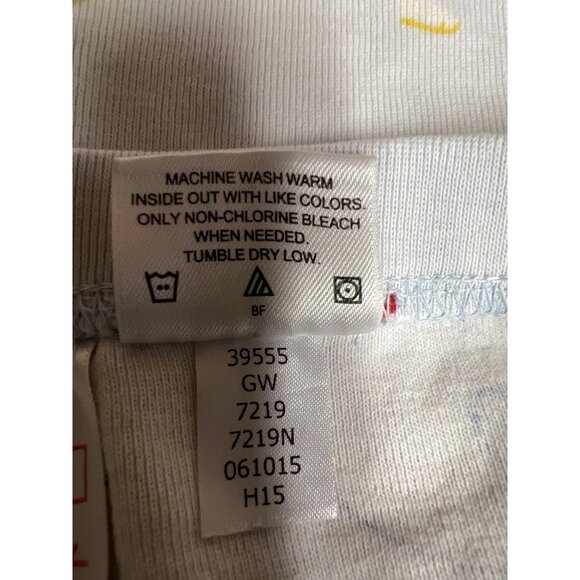 MACHINE WASH WARM
INSIDE OUT WITH LIKE COLORS.
ONLY NON-CHLORINE BLEACH
WHEN NEEDED.
TUMBLE DRY LOW.
BF
39555
GW
7219
7219N
061015
H15